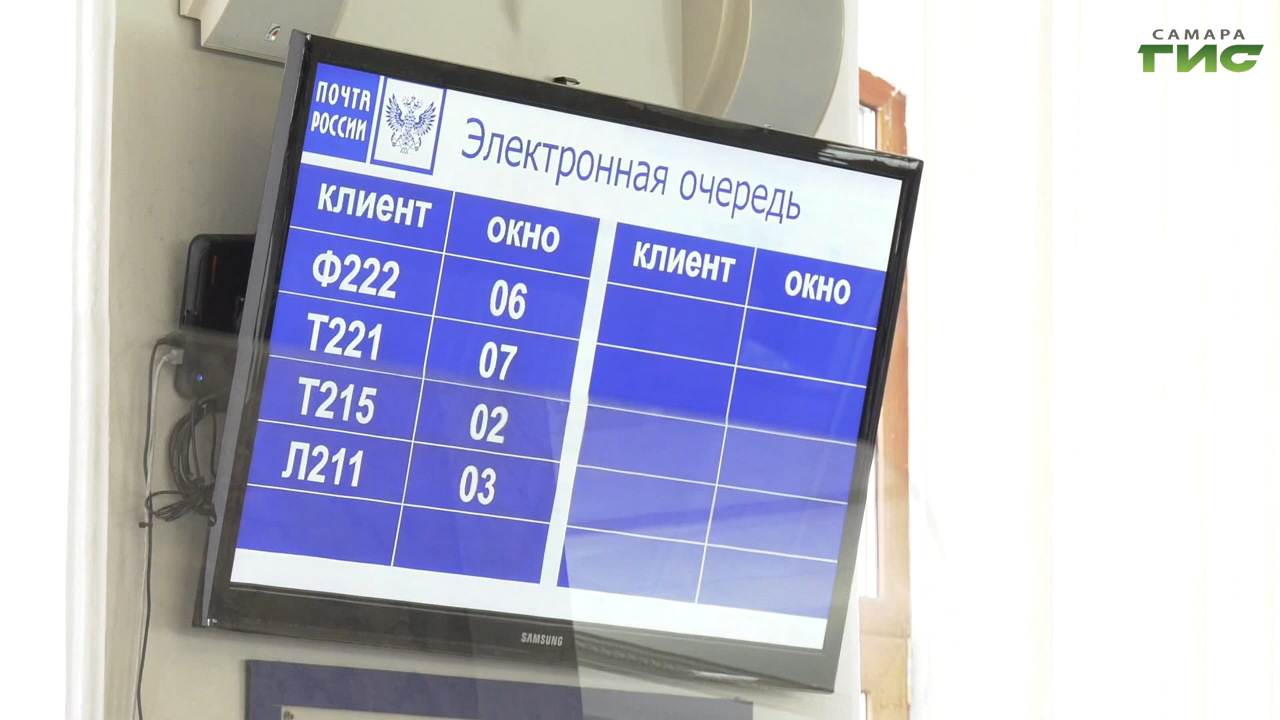 САМАРА
ГИС
ПОЧТА
РОССИИ
Электронная очередь
клиент окно клиент окно
Ф222 06
Т221 07
Т215 02
Л211 03
SAMSUNG